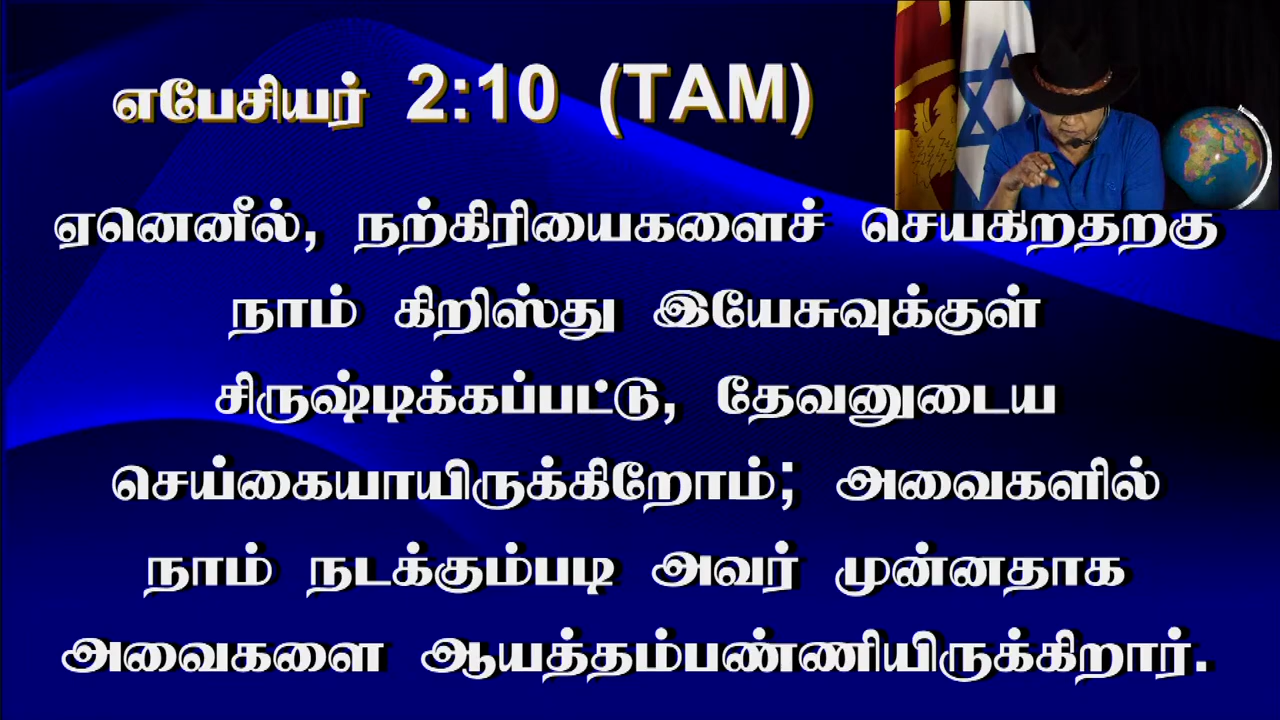 எபேசியர் 2:10 (TAM)
ஏனெனில், நற்கிரியைகளைச் செய்கிறதற்கு
நாம் கிறிஸ்து இயேசுவுக்குள்
சிருஷ்டிக்கப்பட்டு, தேவனுடைய
செய்கையாயிருக்கிறோம்; அவைகளில்
நாம் நடக்கும்படி அவர் முன்னதாக
அவைகளை ஆயத்தம்பண்ணியிருக்கிறார்.